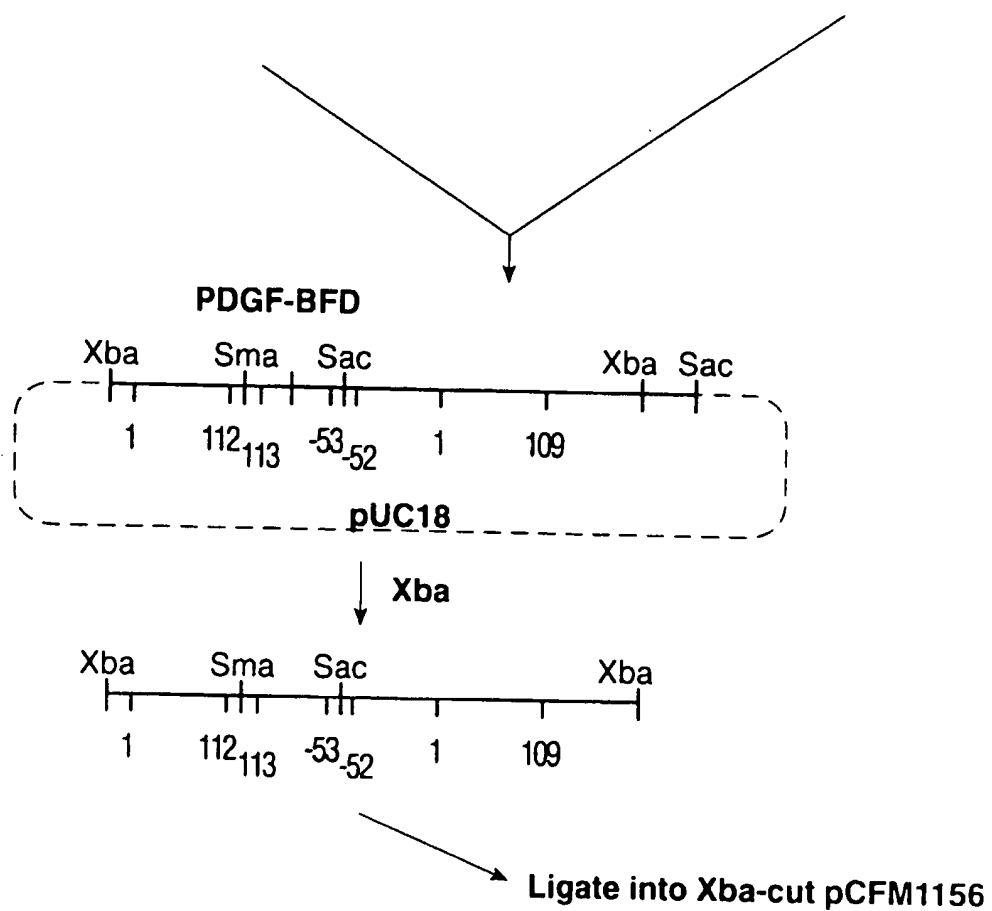 PDGF-BFD
Xba Sma Sac Xba Sac
1 112 113 -53 -52 1 109
pUC18
Xba
Xba Sma Sac Xba
1 112 113 -53 -52 1 109
Ligate into Xba-cut pCFM1156